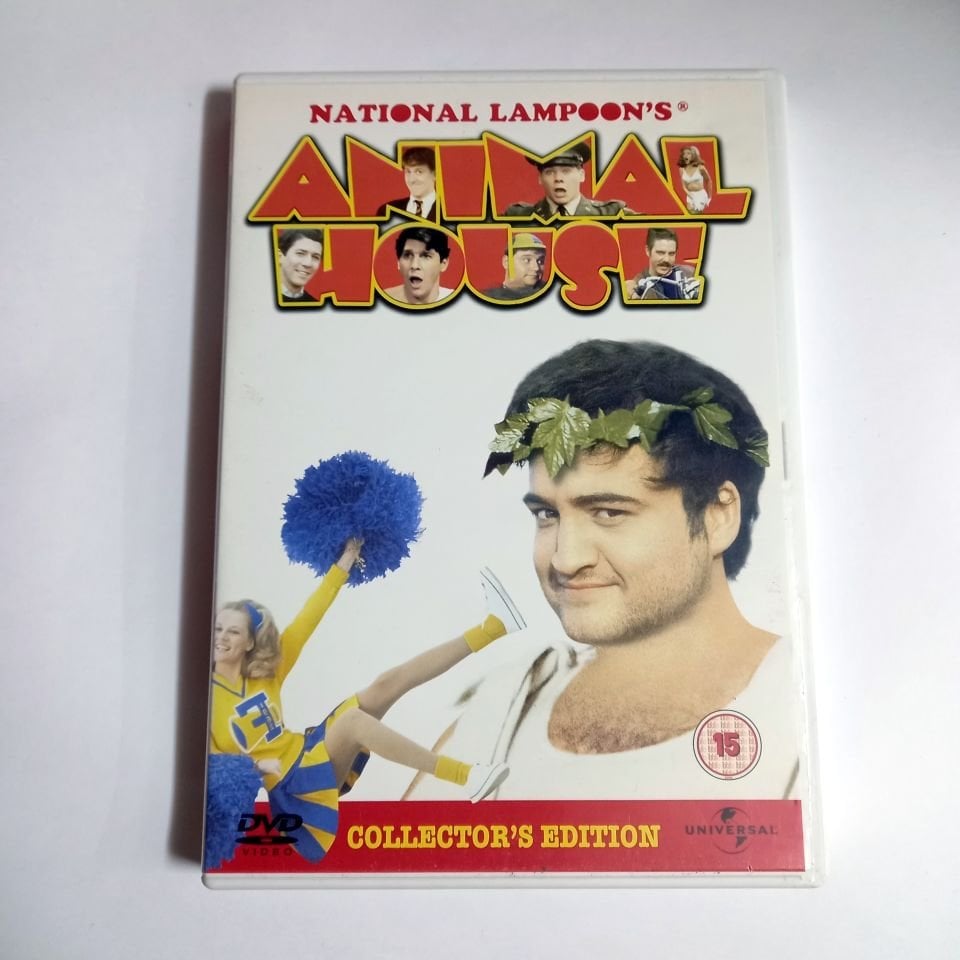 NATIONAL LAMPOON'S®
ANIMAL
HOUSE
E
15
DVD
VIDEO
COLLECTOR'S EDITION
UNIVERSAL